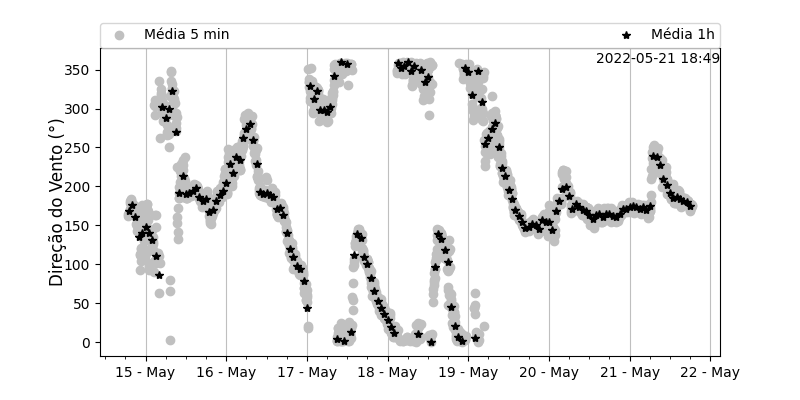 Média 5 min
Média 1h
2022-05-21 18:49
Direção do Vento (°)
350
300
250
200
150
100
50
0
15 - May
16 - May
17 - May
18 - May
19 - May
20 - May
21 - May
22 - May